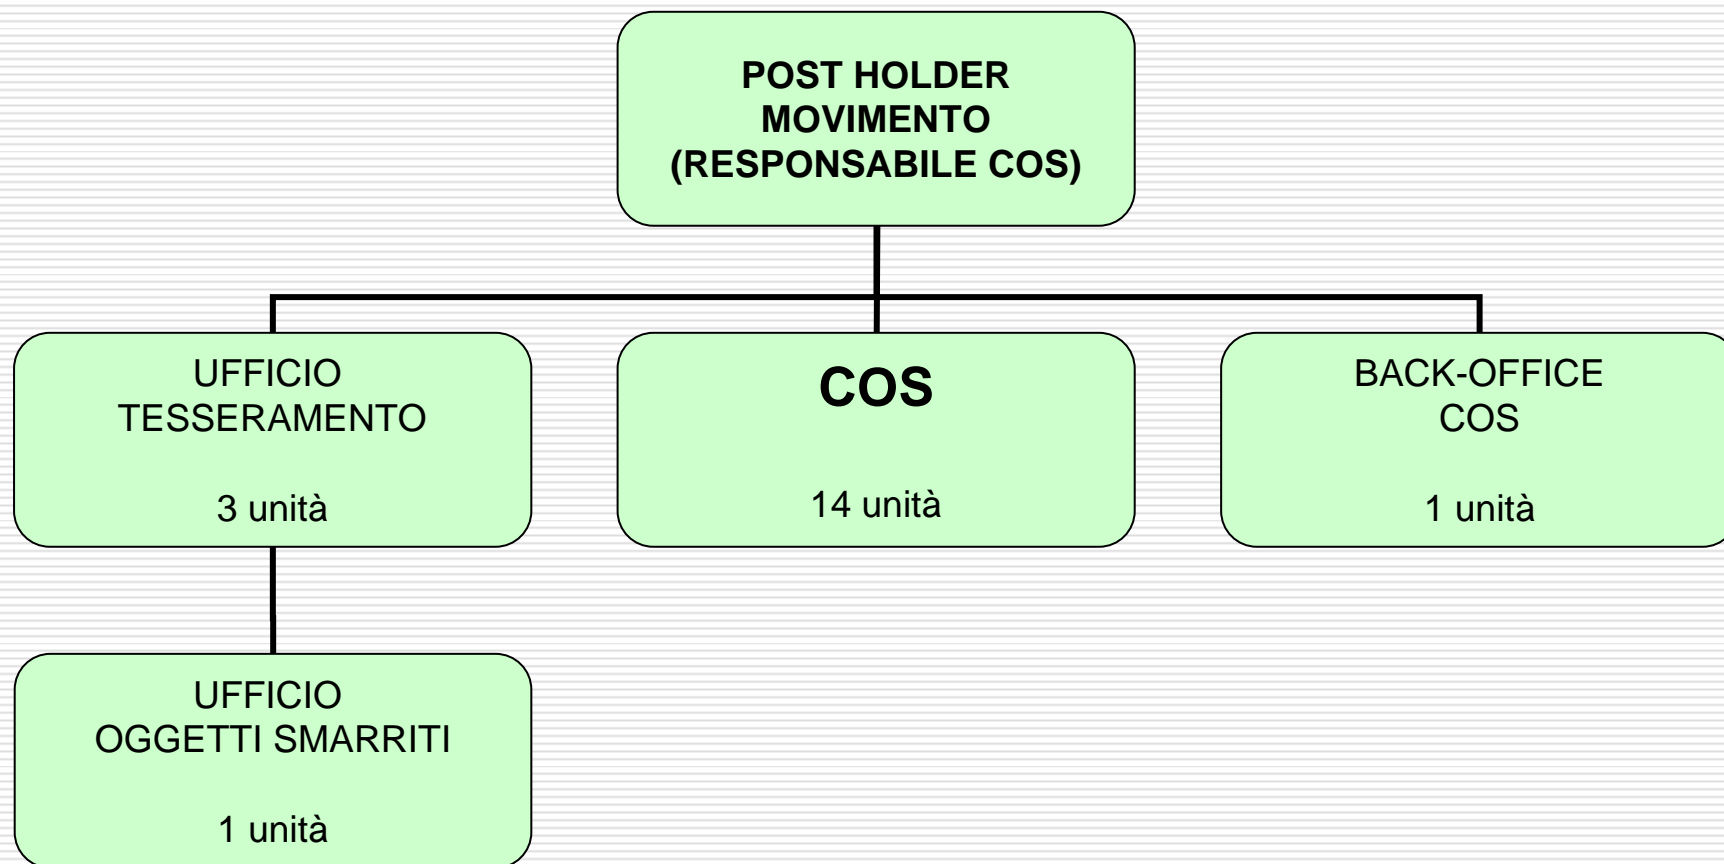 POST HOLDER
MOVIMENTO
(RESPONSABILE COS)
UFFICIO
TESSERAMENTO
3 unità
COS
14 unità
BACK-OFFICE
COS
1 unità
UFFICIO
OGGETTI SMARRITI
1 unità